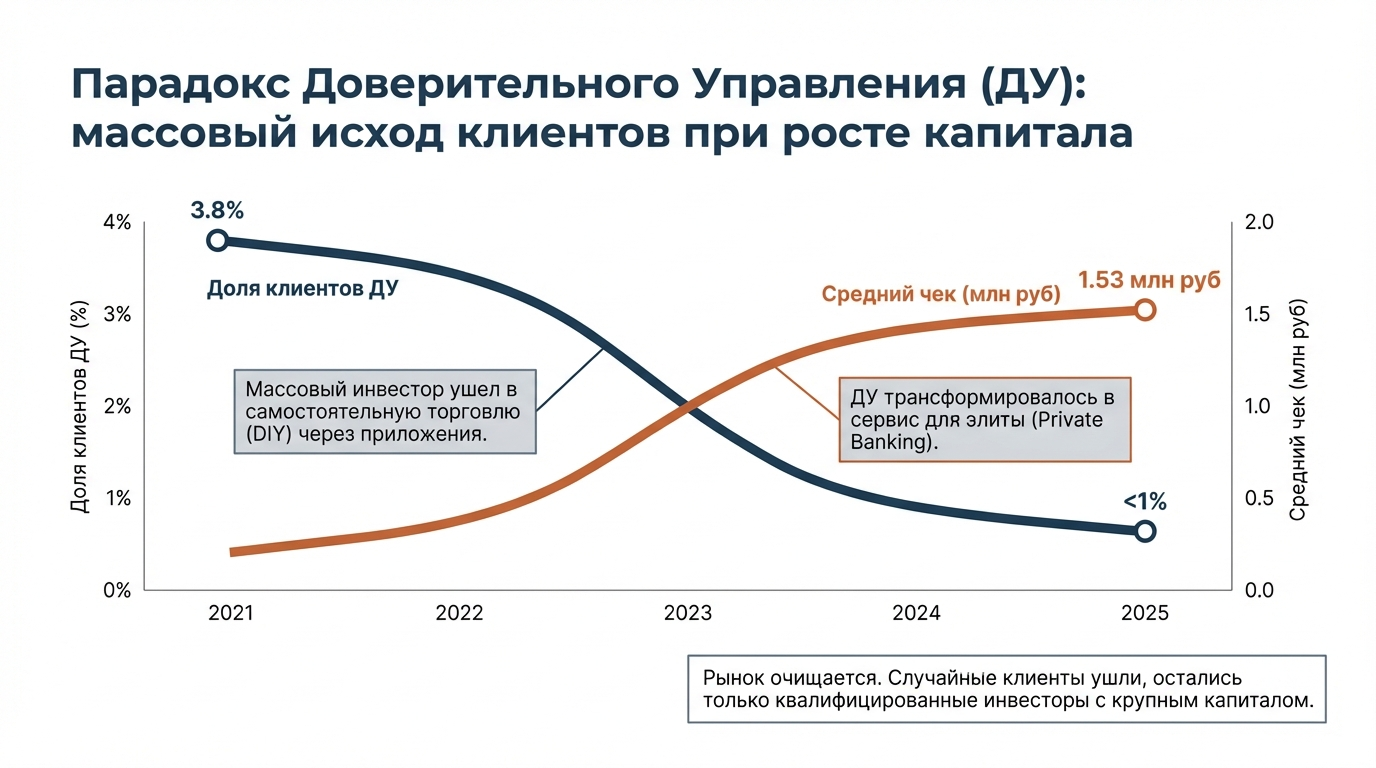 Парадокс Доверительного Управления (ДУ):
массовый исход клиентов при росте капитала
3.8%
Доля клиентов ДУ
Средний чек (млн руб)
1.53 млн руб
<1%
Массовый инвестор ушел в
самостоятельную торговлю
(DIY) через приложения.
ДУ трансформировалось в
сервис для элиты (Private
Banking).
Доля клиентов ДУ (%)
4%
3%
2%
1%
0%
2.0
1.5
1.0
0.5
0.0
Средний чек (млн руб)
2021
2022
2023
2024
2025
Рынок очищается. Случайные клиенты ушли, остались
только квалифицированные инвесторы с крупным капиталом.